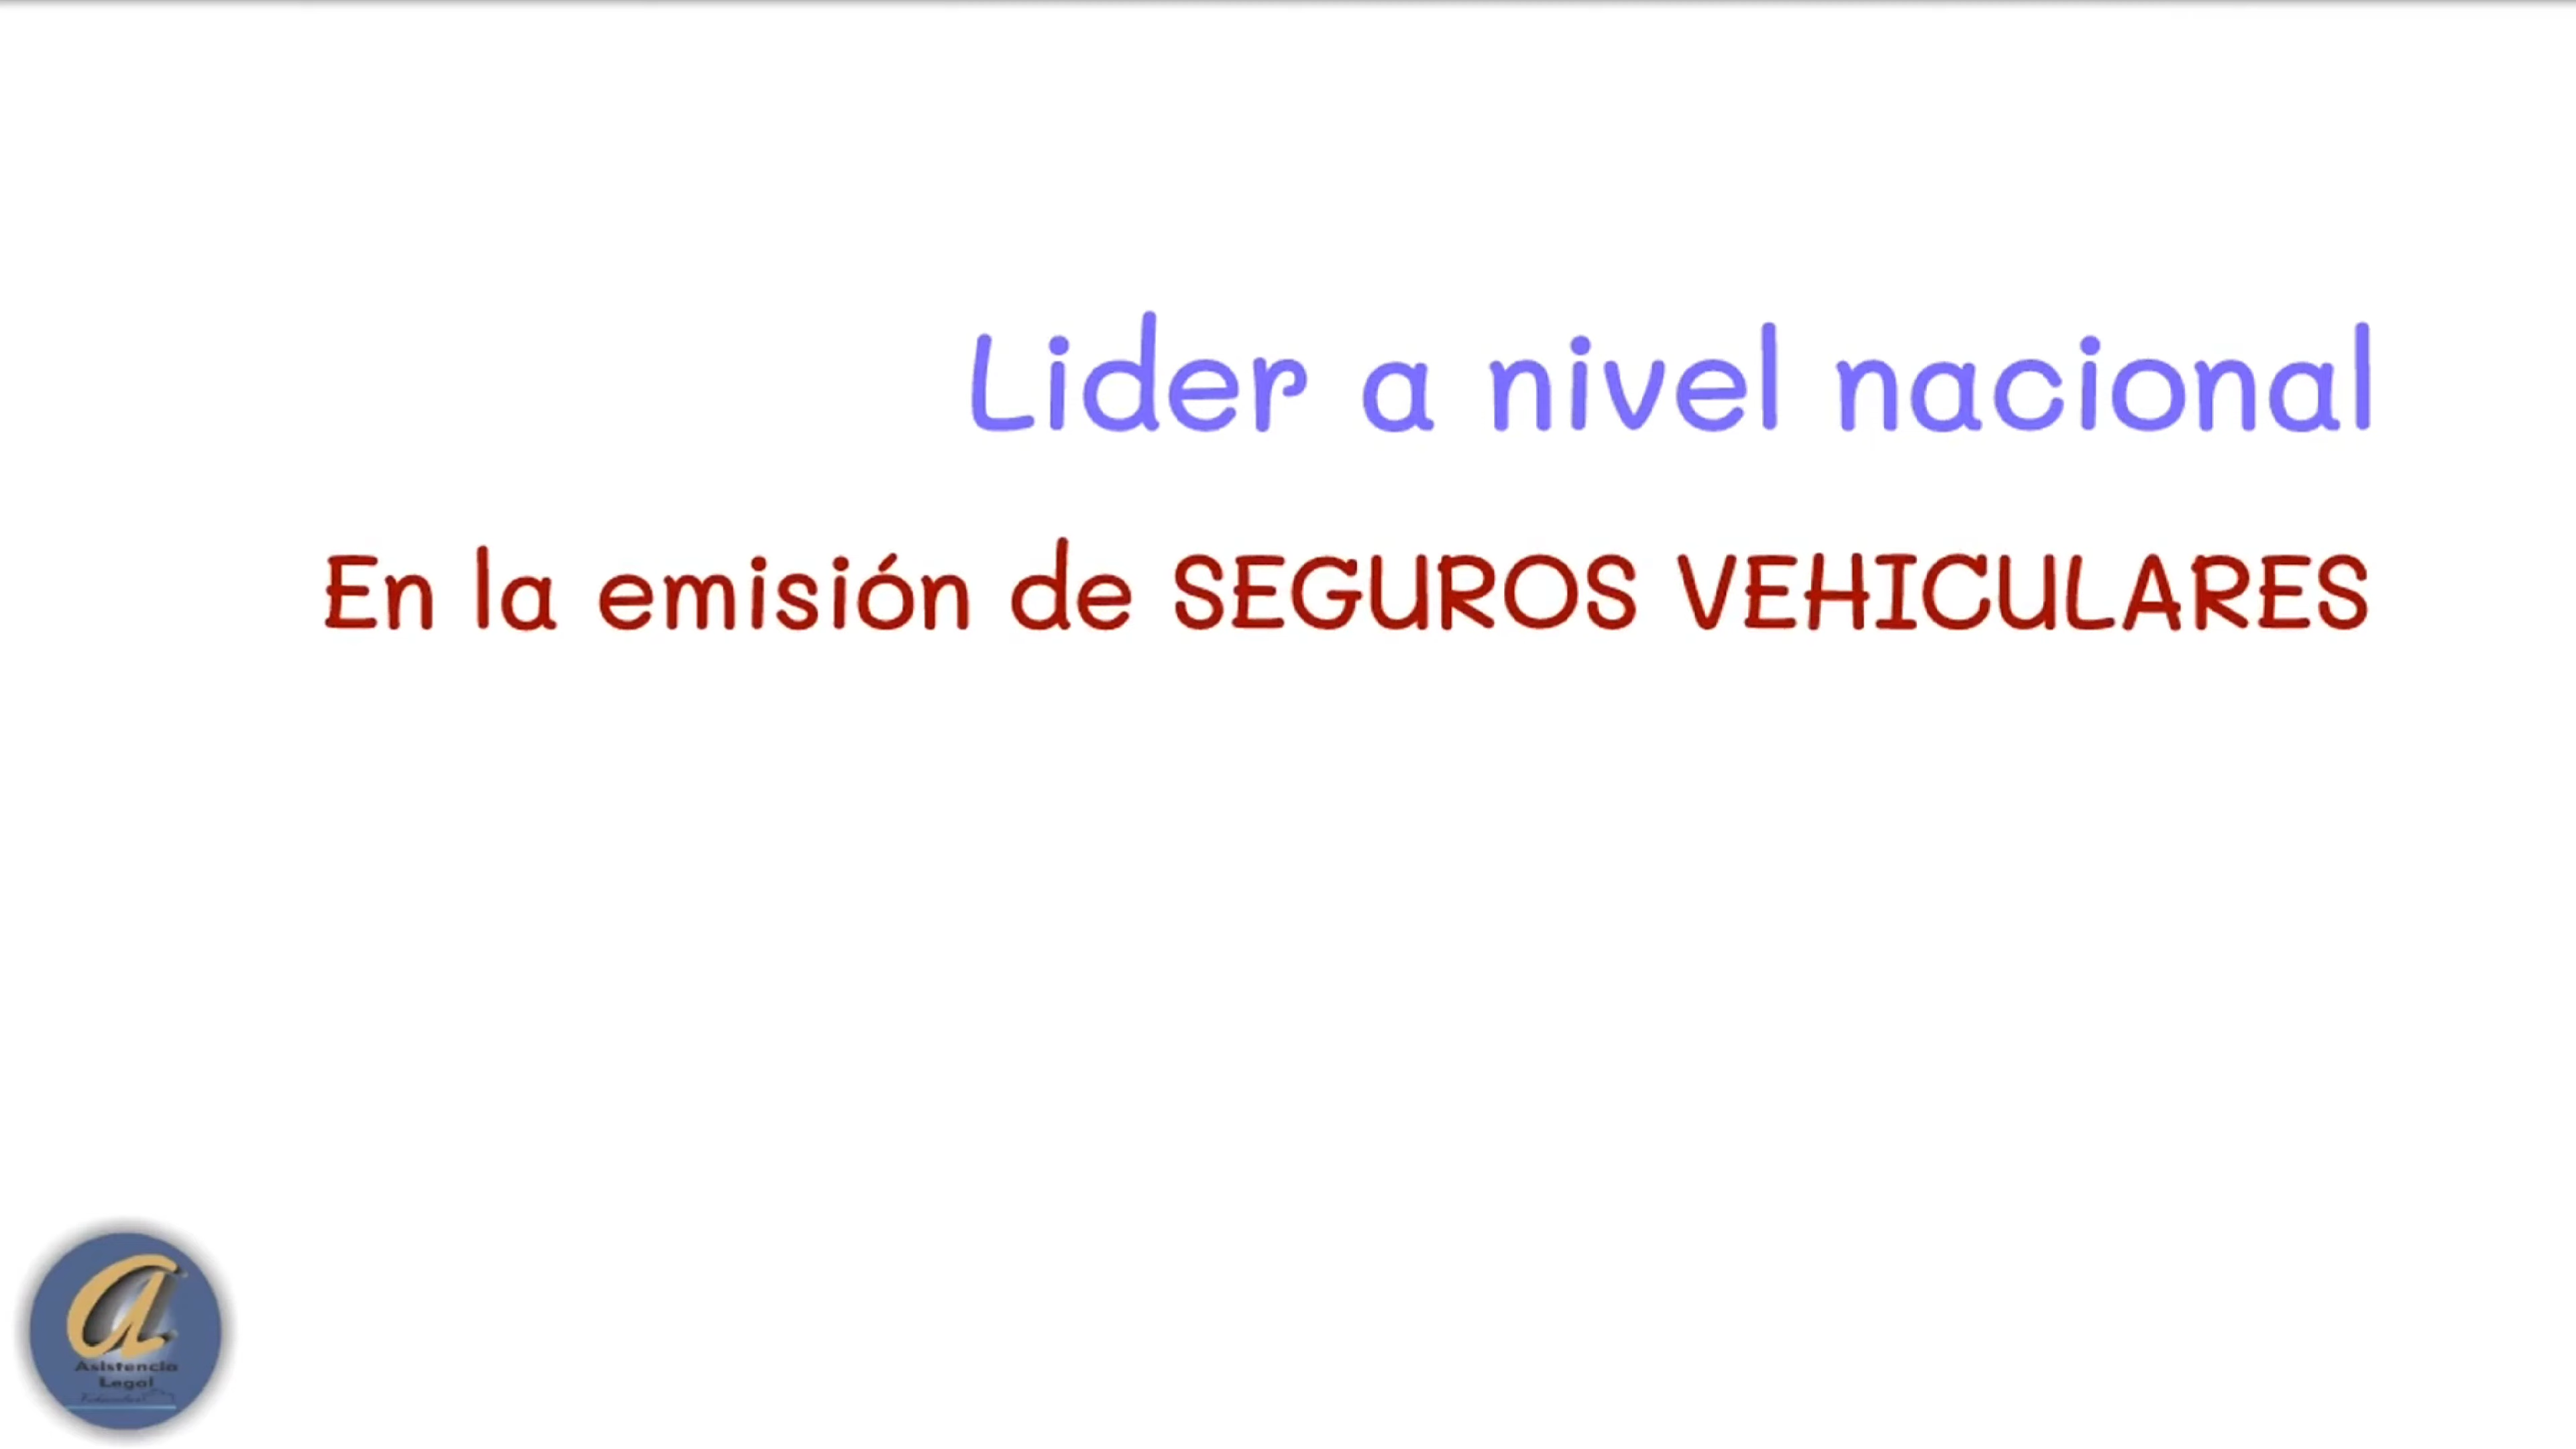 Lider a nivel nacional
En la emisión de SEGUROS VEHICULARES
a
Asistencia
Legal